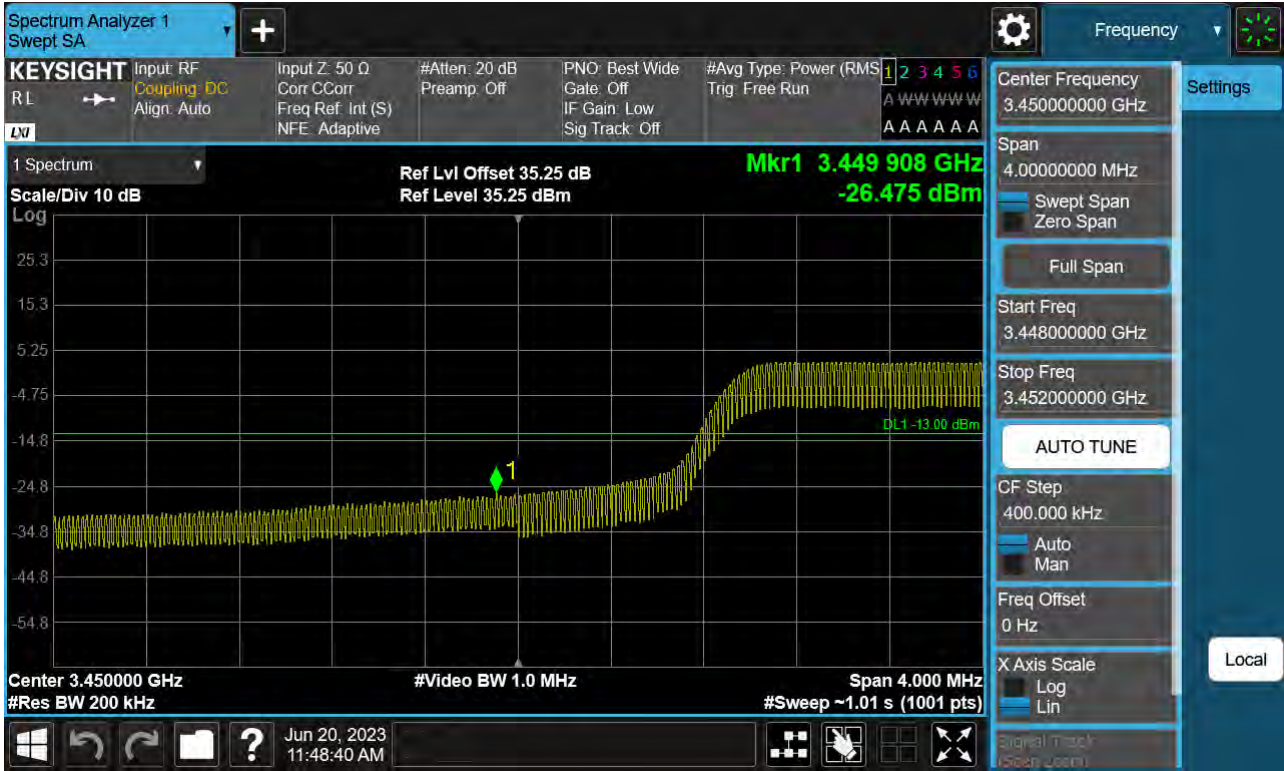 Spectrum Analyzer 1
Swept SA
Frequency
KEYSIGHT
Input: RF
Coupling: DC
Align: Auto
Input Z: 50 Ω
Corr CCorr
Freq Ref: Int (S)
NFE: Adaptive
#Atten: 20 dB
Preamp: Off
PNO: Best Wide
Gate: Off
IF Gain: Low
Sig Track: Off
#Avg Type: Power (RMS
Trig: Free Run
1 2 3 4 5 6
A W W W W W
A A A A A A
R L
LXI
1 Spectrum
Scale/Div 10 dB
Log
Ref Lvl Offset 35.25 dB
Ref Level 35.25 dBm
Mkr1 3.449 908 GHz
-26.475 dBm
25.3
15.3
5.25
-4.75
-14.8
-24.8
-34.8
-44.8
-54.8
DL1 -13.00 dBm
1
Center 3.450000 GHz
#Res BW 200 kHz
#Video BW 1.0 MHz
Span 4.000 MHz
#Sweep ~1.01 s (1001 pts)
Center Frequency
3.450000000 GHz
Span
4.00000000 MHz
Swept Span
Zero Span
Full Span
Start Freq
3.448000000 GHz
Stop Freq
3.452000000 GHz
AUTO TUNE
CF Step
400.000 kHz
Auto
Man
Freq Offset
0 Hz
X Axis Scale
Log
Lin
Signal Track
(Span Zoom)
Settings
Local
?
Jun 20, 2023
11:48:40 AM